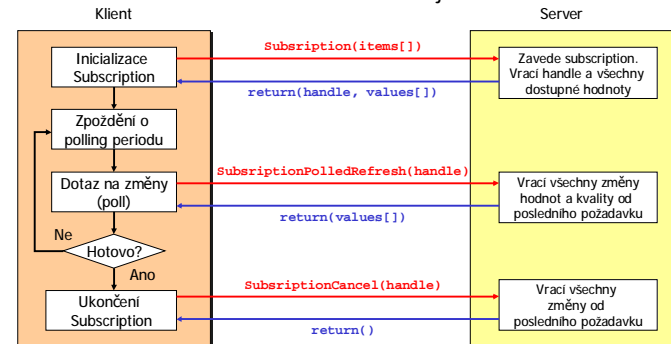 Klient
Server
Inicializace
Subscription
Subsription(items[])
return(handle, values[])
Zavede subscription.
Vrací handle a všechny
dostupné hodnoty
Zpoždění o
polling periodu
Dotaz na změny
(poll)
SubsriptionPolledRefresh(handle)
return(values[])
Vrací všechny změny
hodnot a kvality od
posledního požadavku
Ne
Hotovo?
Ano
Ukončení
Subscription
SubsriptionCancel(handle)
return()
Vrací všechny
změny od
posledního požadavku